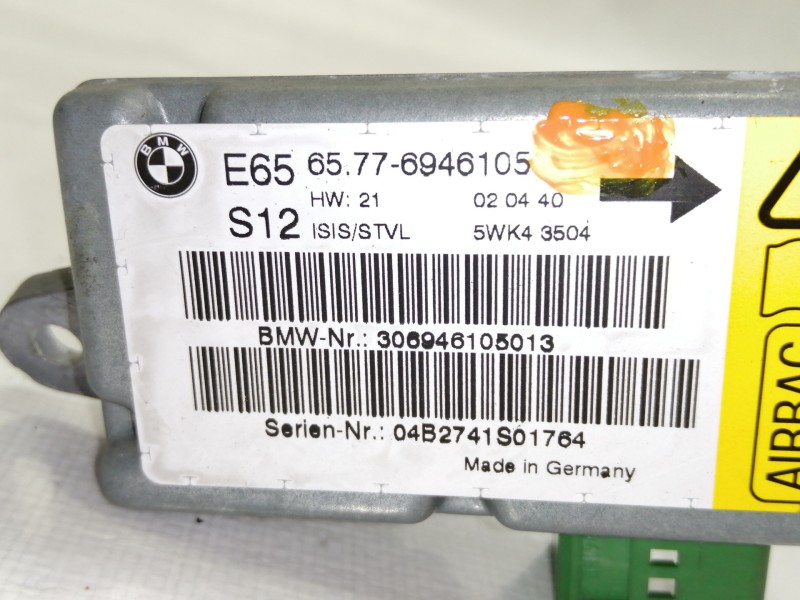 BMW
E65 65.77-6946105
HW: 21 02 04 40
S12 ISIS/STVL 5WK4 3504
BMW-Nr.: 306946105013
Serien-Nr.: 04B2741S01764
Made in Germany
AIRBAG